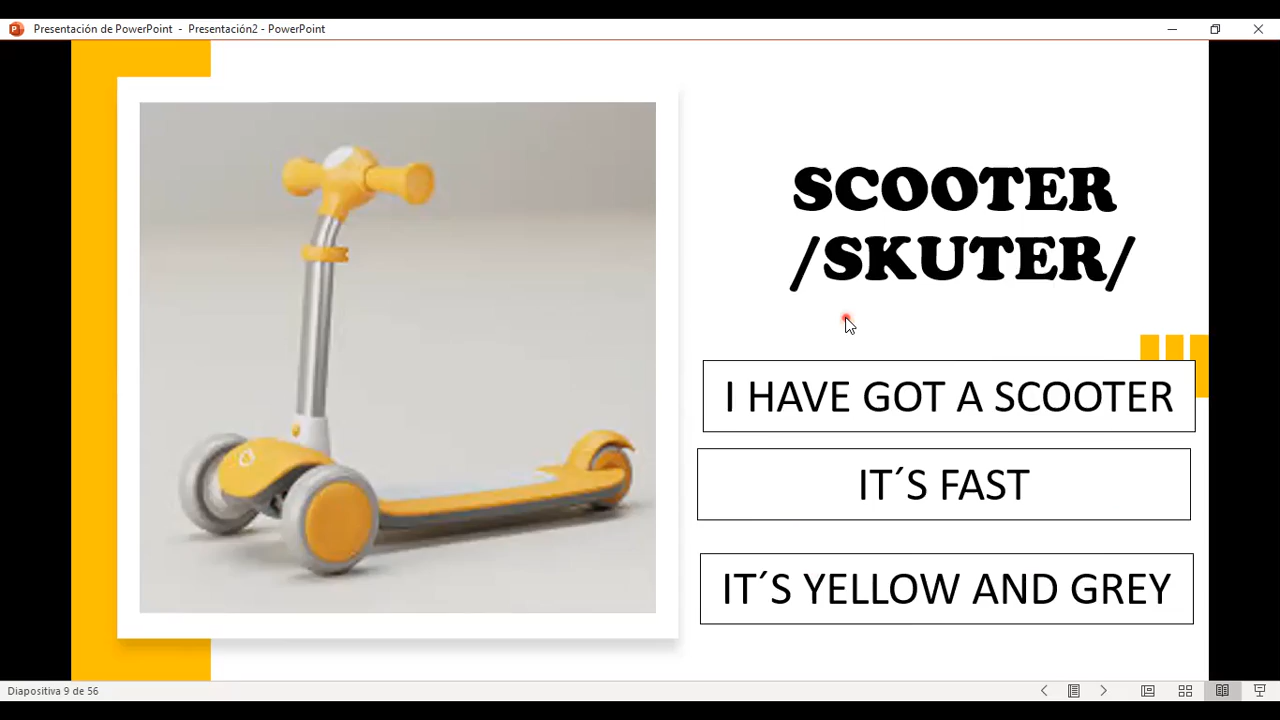 Presentación de PowerPoint - Presentación2 - PowerPoint
SCOOTER
/SKUTER/
I HAVE GOT A SCOOTER
IT´S FAST
IT´S YELLOW AND GREY
Diapositiva 9 de 56